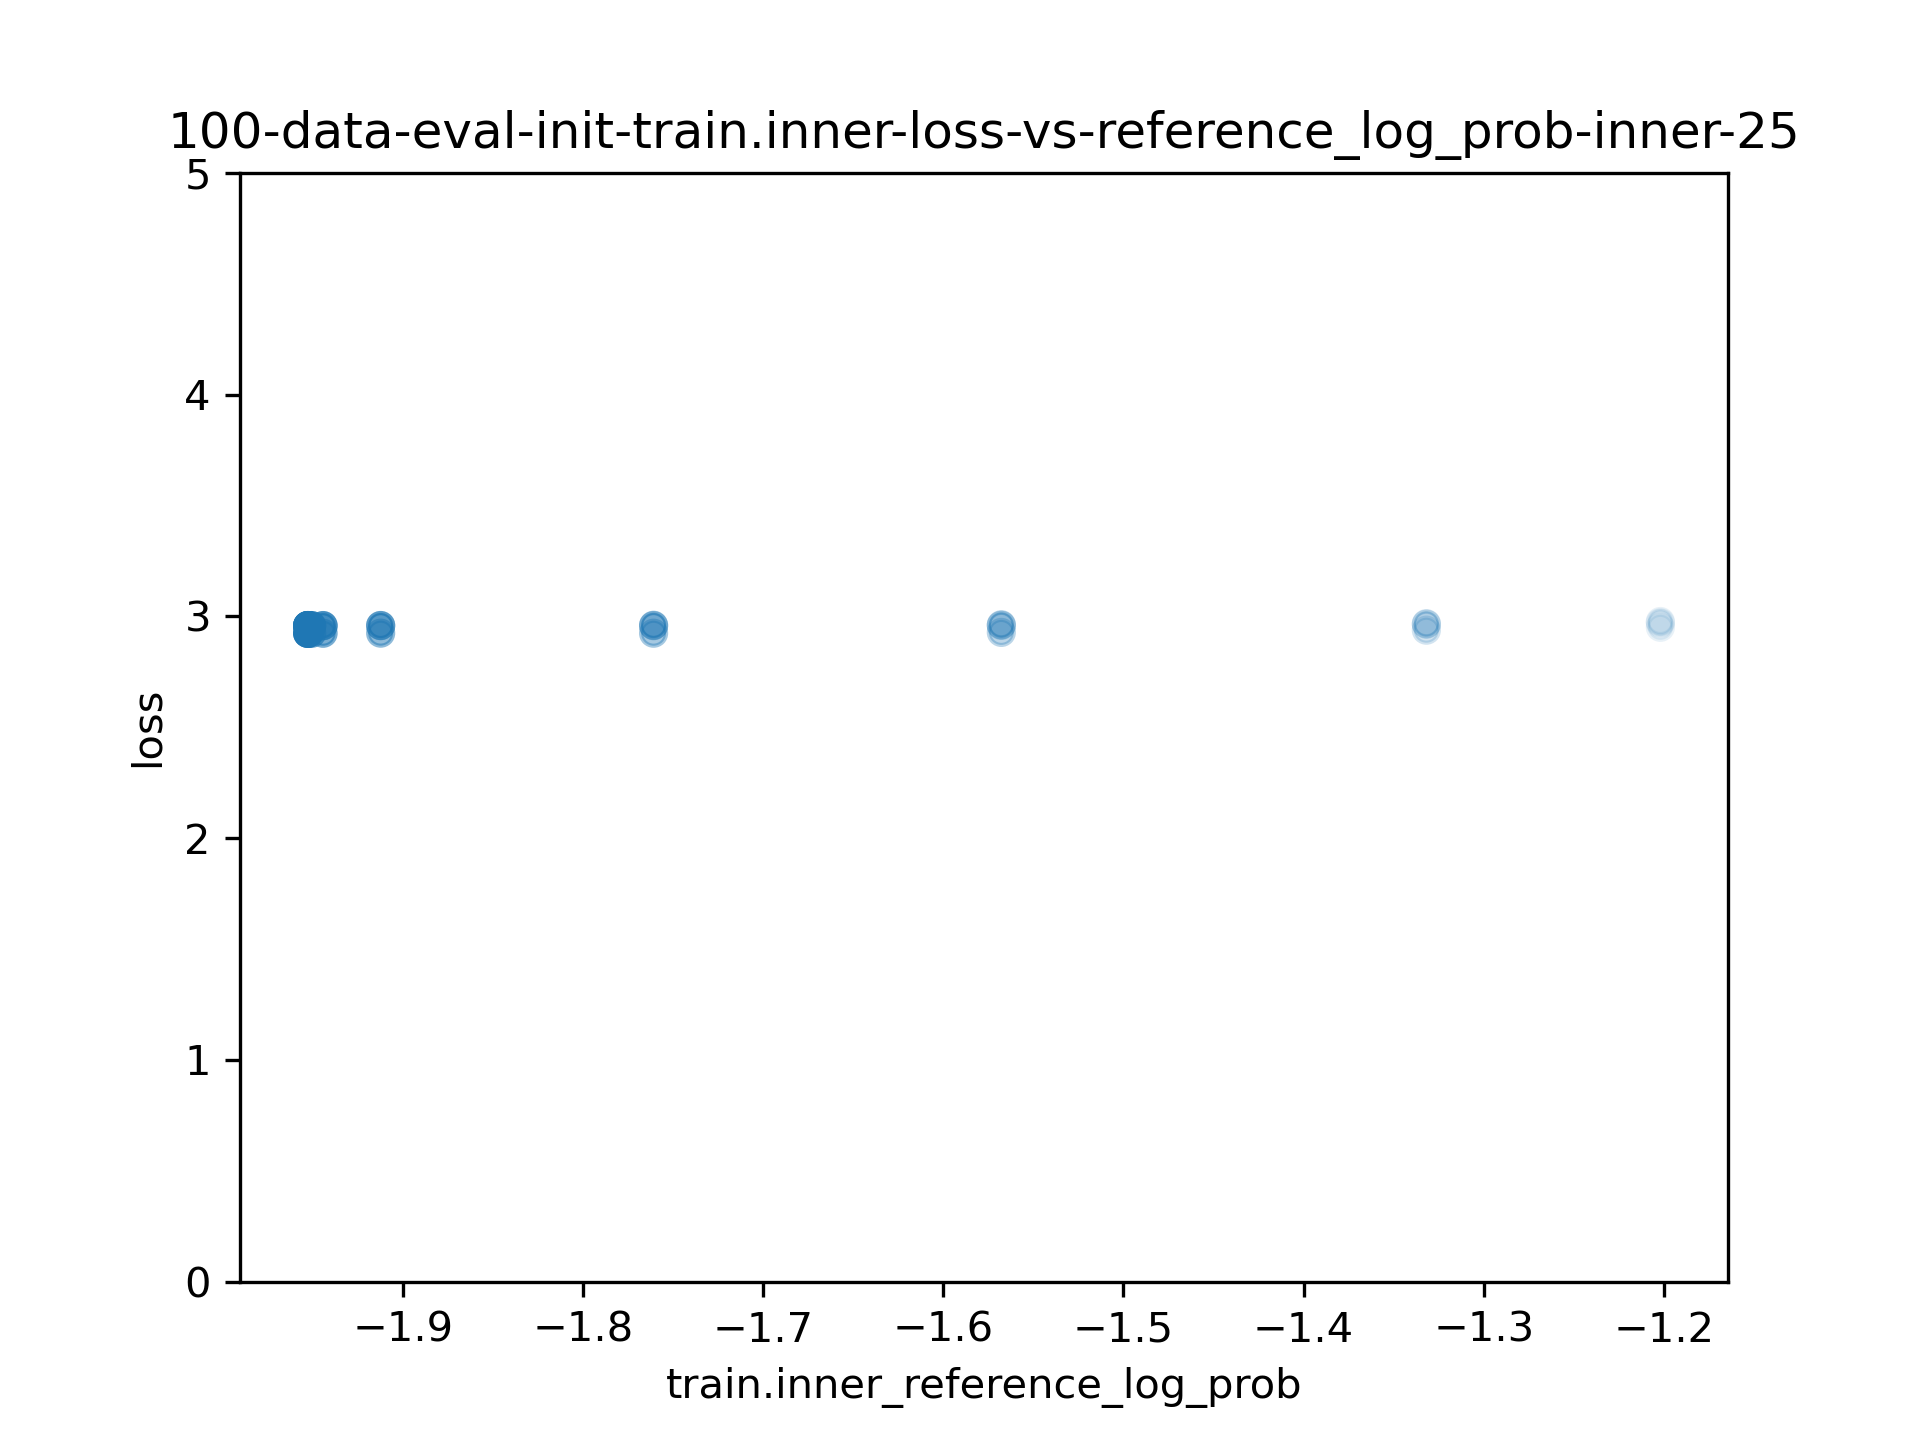 100-data-eval-init-train.inner-loss-vs-reference_log_prob-inner-25
5
4
3
2
1
0
loss
−1.9 −1.8 −1.7 −1.6 −1.5 −1.4 −1.3 −1.2
train.inner_reference_log_prob